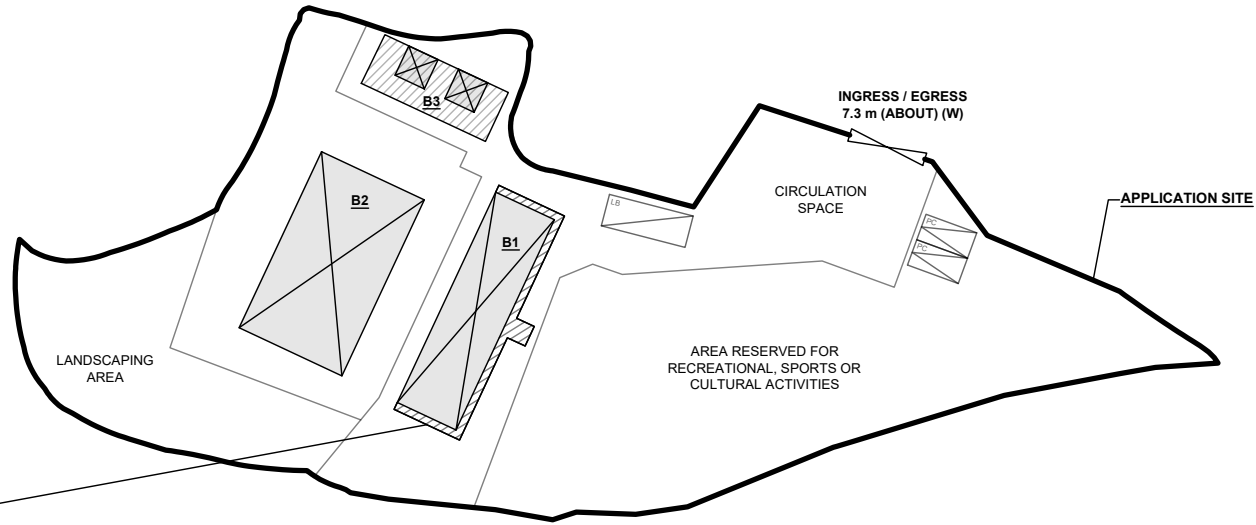 INGRESS / EGRESS
7.3 m (ABOUT) (W)
B3
CIRCULATION
SPACE
APPLICATION SITE
B2
LB
B1
PC
PC
LANDSCAPING
AREA
AREA RESERVED FOR
RECREATIONAL, SPORTS OR
CULTURAL ACTIVITIES